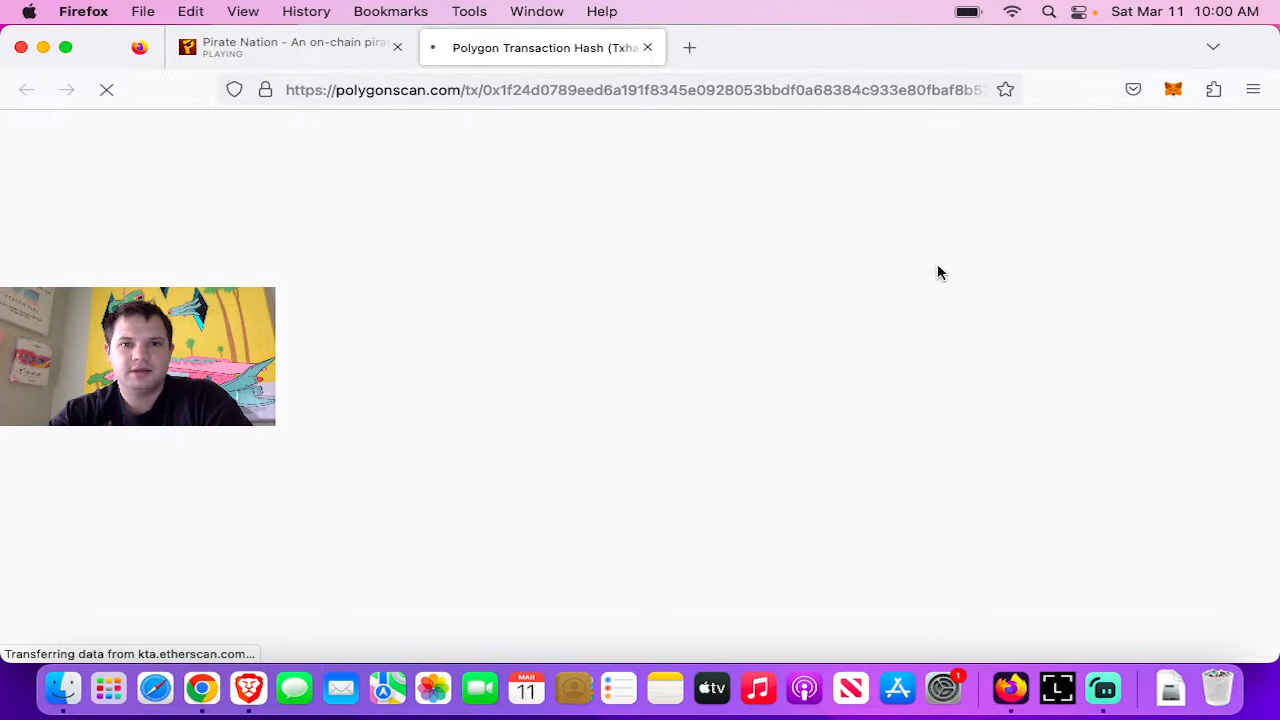 Firefox File Edit View History Bookmarks Tools Window Help Sat Mar 11 10:00 AM
Pirate Nation - An on-chain pira
PLAYING
Polygon Transaction Hash (Txha
https://polygonscan.com/tx/0x1f24d0789eed6a191f8345e0928053bbdf0a68384c933e80fbaf8b5
Transferring data from kta.etherscan.com...
MAR
11
tv
1